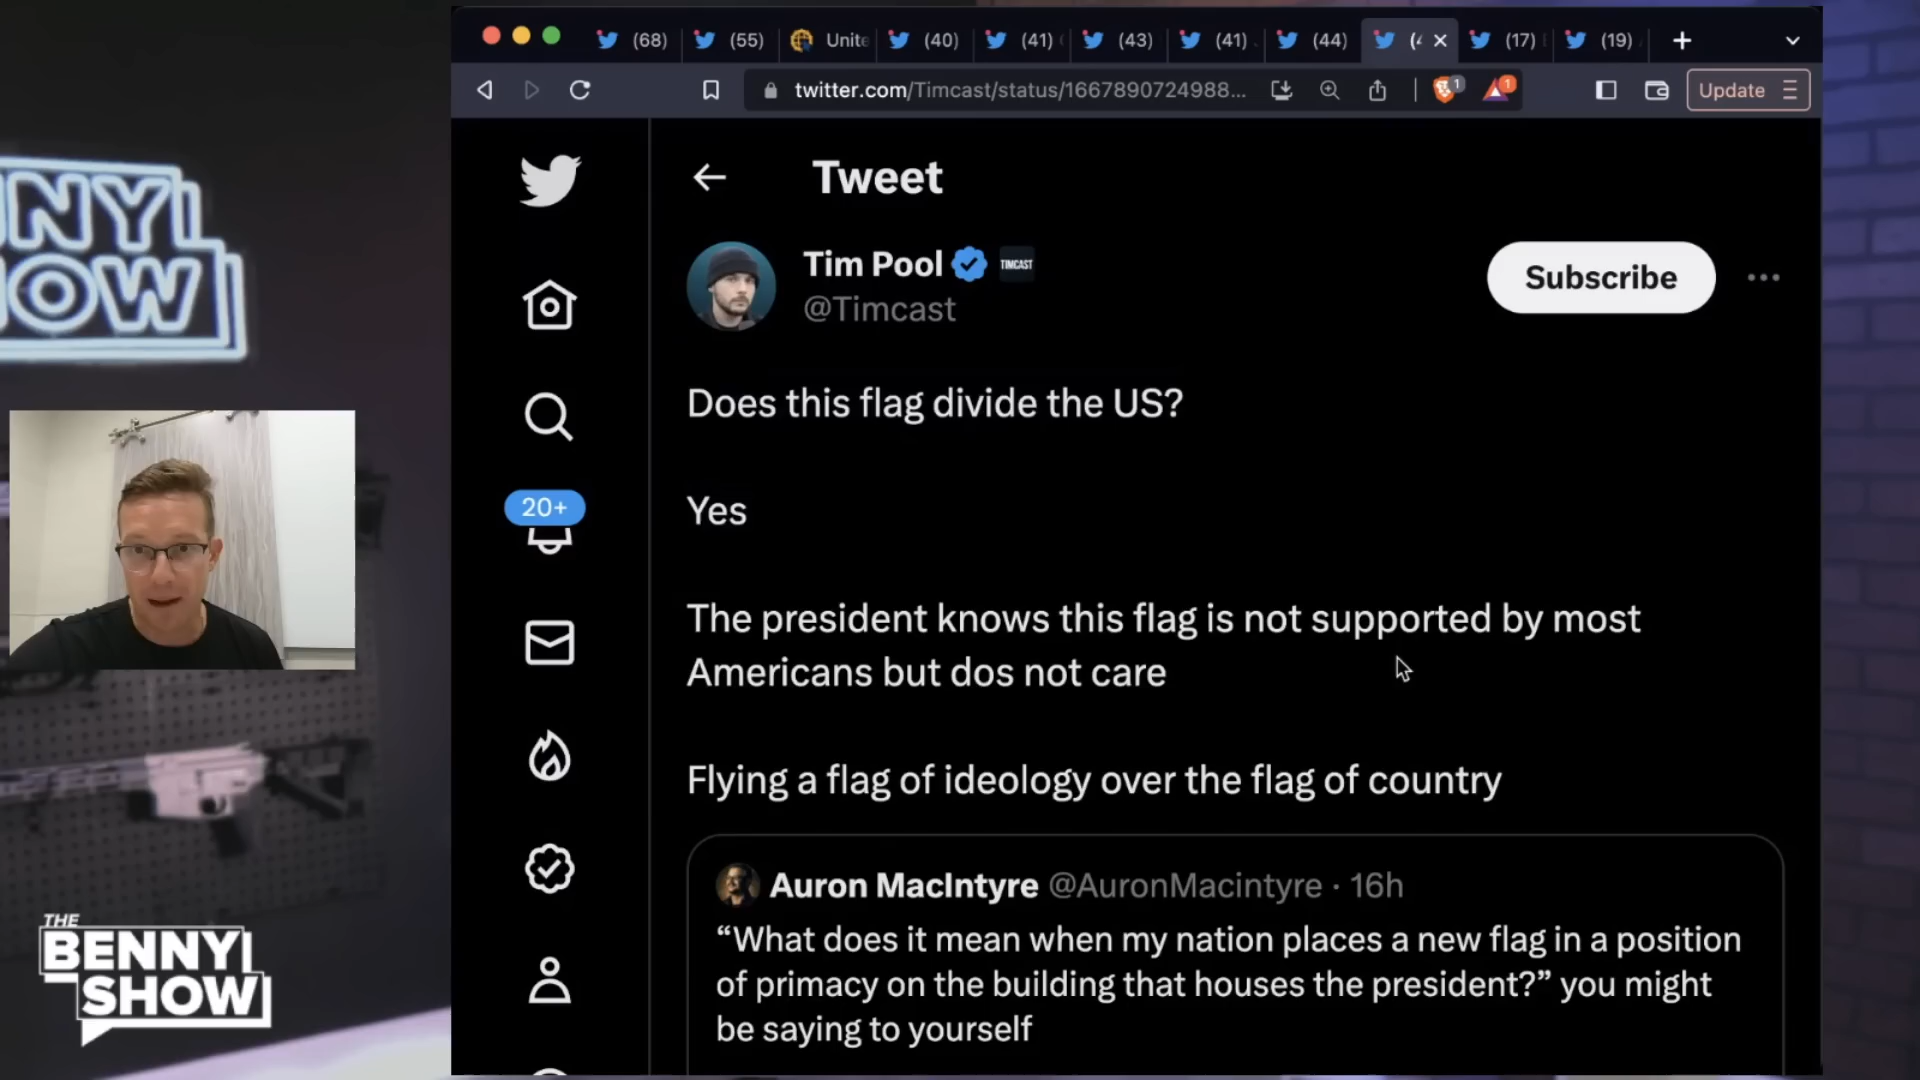 (68)
(55)
Unite
(40)
(41)
(43)
(41)
(44)
(17)
(19)
twitter.com/Timcast/status/1667890724988...
1
1
Update
NY
HOW
Tweet
Tim Pool
TIMCAST
@Timcast
Subscribe
Does this flag divide the US?
20+
Yes
The president knows this flag is not supported by most
Americans but dos not care
Flying a flag of ideology over the flag of country
Auron MacIntyre @AuronMacintyre · 16h
“What does it mean when my nation places a new flag in a position
of primacy on the building that houses the president?” you might
be saying to yourself
THE
BENNY
SHOW